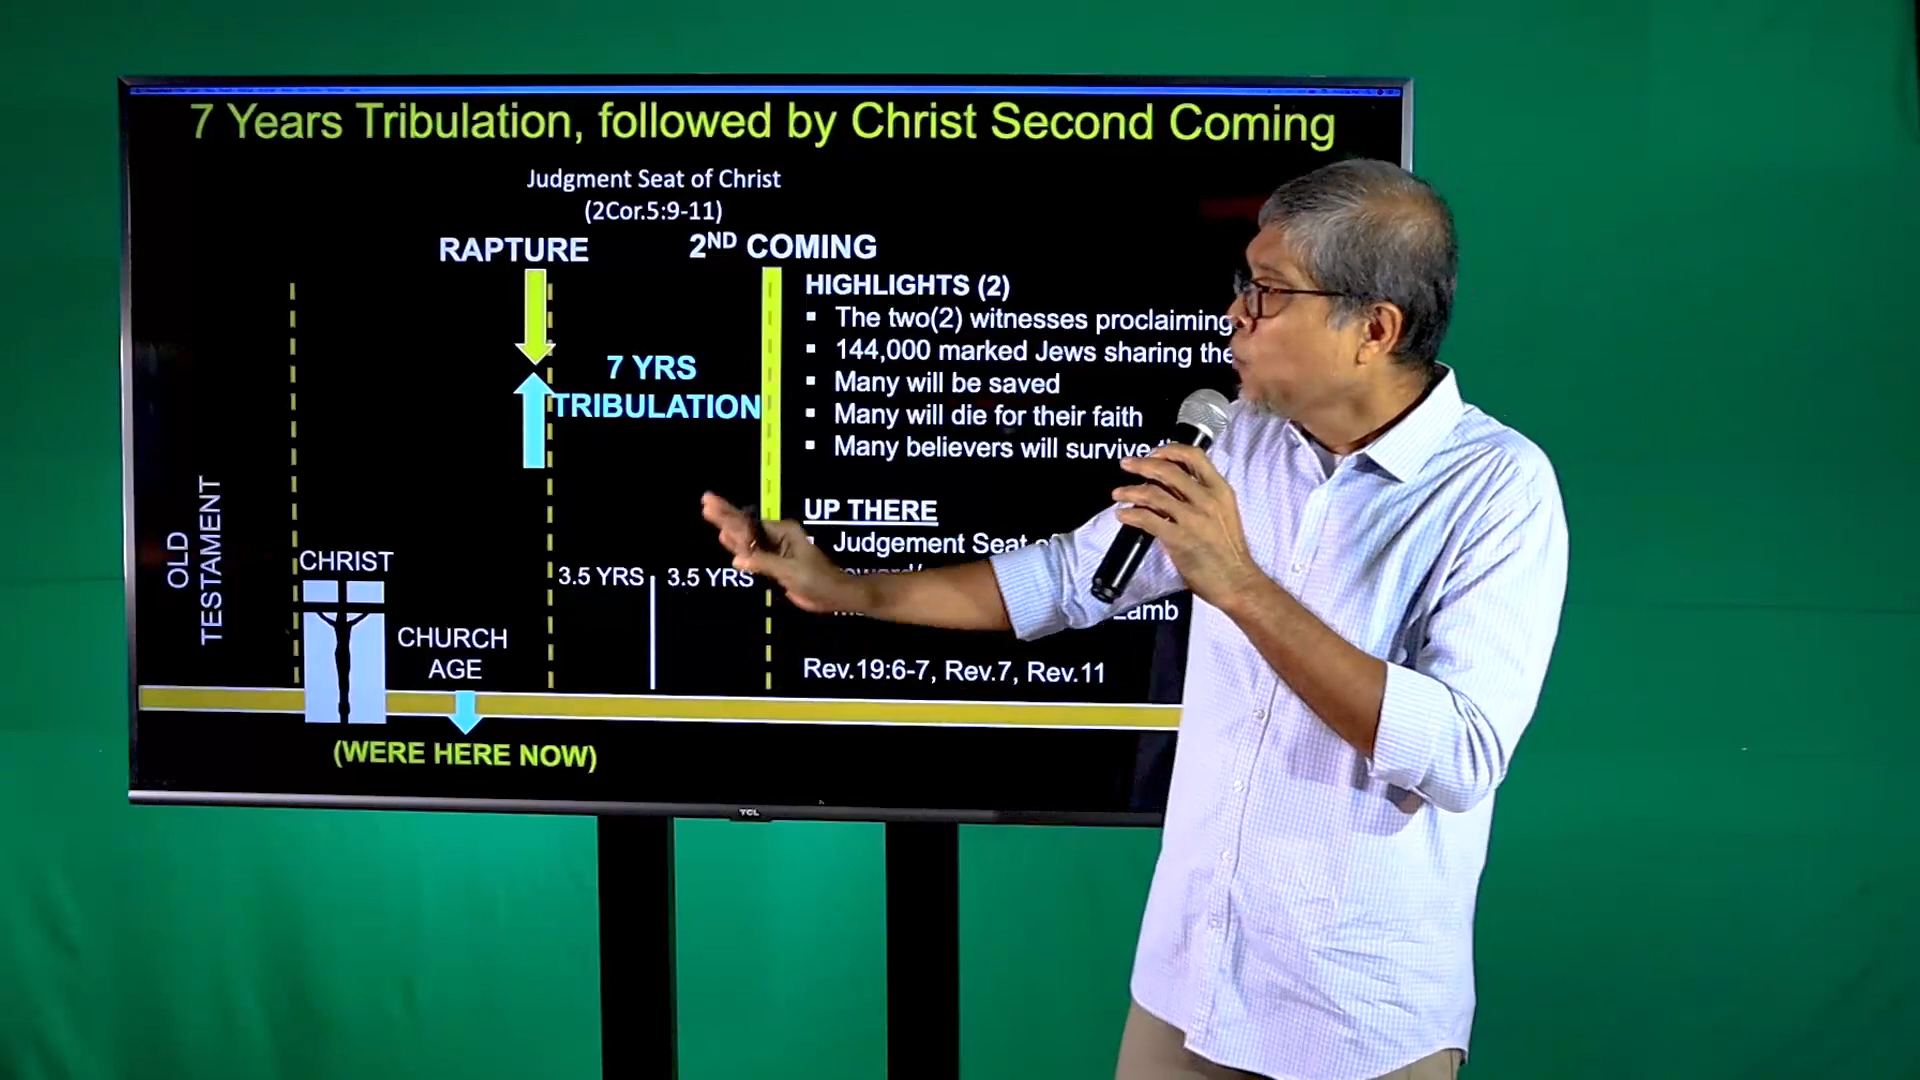 7 Years Tribulation, followed by Christ Second Coming
Judgment Seat of Christ
(2Cor.5:9-11)
RAPTURE
2ND COMING
7 YRS
TRIBULATION
HIGHLIGHTS (2)
▪ The two(2) witnesses proclaiming
▪ 144,000 marked Jews sharing the
▪ Many will be saved
▪ Many will die for their faith
▪ Many believers will survive
UP THERE
Judgement Seat of
Lamb
Rev.19:6-7, Rev.7, Rev.11
3.5 YRS
3.5 YRS
OLD
TESTAMENT
CHRIST
CHURCH
AGE
(WERE HERE NOW)
TCL